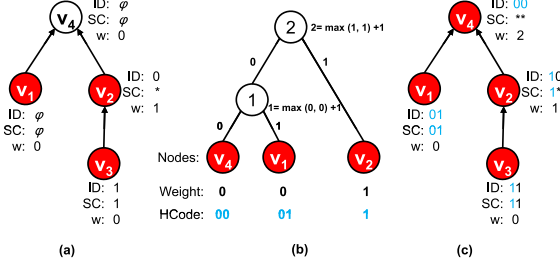 ID: φ
SC: φ
w: 0
v4
v1
ID: φ
SC: φ
w: 0
v2
ID: 0
SC: *
w: 1
v3
ID: 1
SC: 1
w: 0
(a)
2
2= max (1, 1) +1
0
1
1
1= max (0, 0) +1
0
1
Nodes:
v4
v1
v2
Weight: 0 0 1
HCode: 00 01 1
(b)
ID: 00
SC: **
w: 2
v4
v1
ID: 01
SC: 01
w: 0
v2
ID: 10
SC: 1*
w: 1
v3
ID: 11
SC: 11
w: 0
(c)